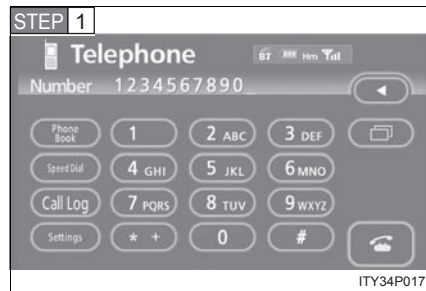 STEP 1
Telephone BT Hm
Number 1234567890_
Phone Book 1 2 ABC 3 DEF
Speed Dial 4 GHI 5 JKL 6 MNO
Call Log 7 PQRS 8 TUV 9 WXYZ
Settings * + 0 #
ITY34P017